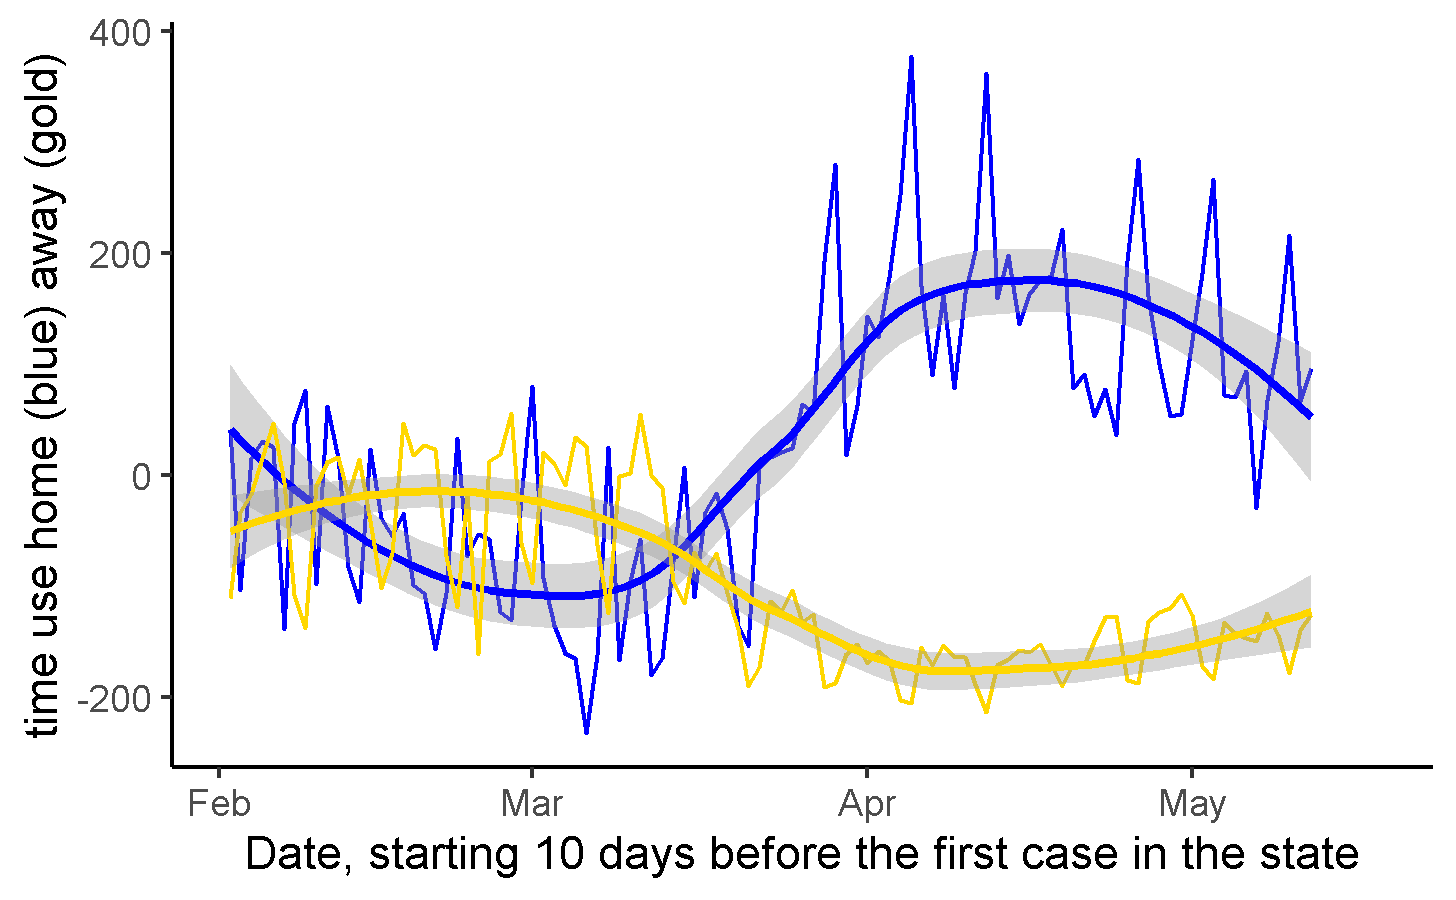 time use home (blue) away (gold)
400
200
0
-200
Feb
Mar
Apr
May
Date, starting 10 days before the first case in the state